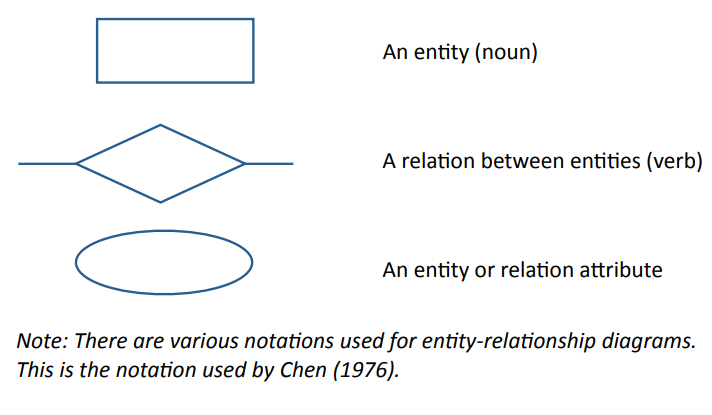 An entity (noun)
A relation between entities (verb)
An entity or relation attribute
Note: There are various notations used for entity-relationship diagrams.
This is the notation used by Chen (1976).